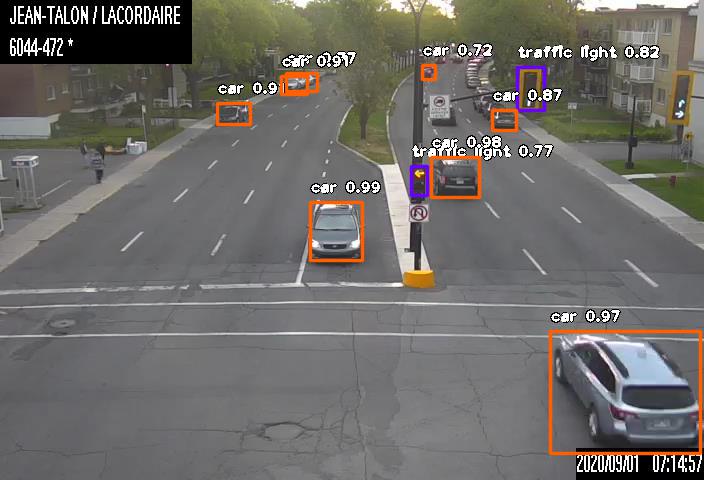 JEAN-TALON / LACORDAIRE
6044-472 *
car 0.91
car 0.72
traffic light 0.82
car 0.9
car 0.87
car 0.98
traffic light 0.77
car 0.99
car 0.97
2020/09/01 07:14:57